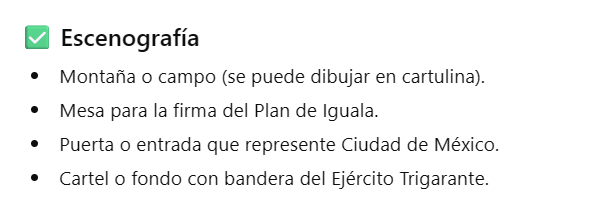 ✅ Escenografía
• Montaña o campo (se puede dibujar en cartulina).
• Mesa para la firma del Plan de Iguala.
• Puerta o entrada que represente Ciudad de México.
• Cartel o fondo con bandera del Ejército Trigarante.